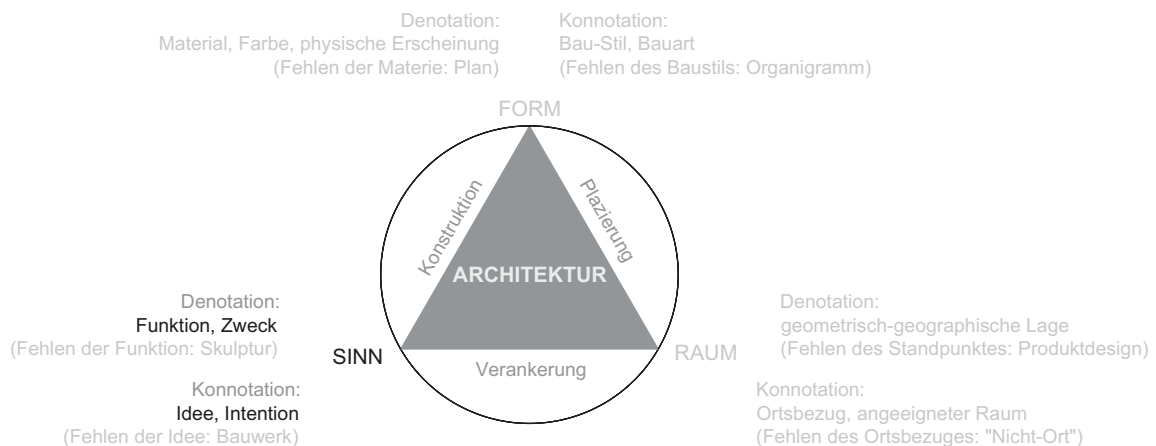 Denotation:
Material, Farbe, physische Erscheinung
(Fehlen der Materie: Plan)
Konnotation:
Bau-Stil, Bauart
(Fehlen des Baustils: Organigramm)
FORM
Konstruktion
Plazierung
ARCHITEKTUR
Denotation:
Funktion, Zweck
(Fehlen der Funktion: Skulptur)
SINN
Verankerung
RAUM
Denotation:
geometrisch-geographische Lage
(Fehlen des Standpunktes: Produktdesign)
Konnotation:
Idee, Intention
(Fehlen der Idee: Bauwerk)
Konnotation:
Ortsbezug, angeeigneter Raum
(Fehlen des Ortsbezuges: "Nicht-Ort")